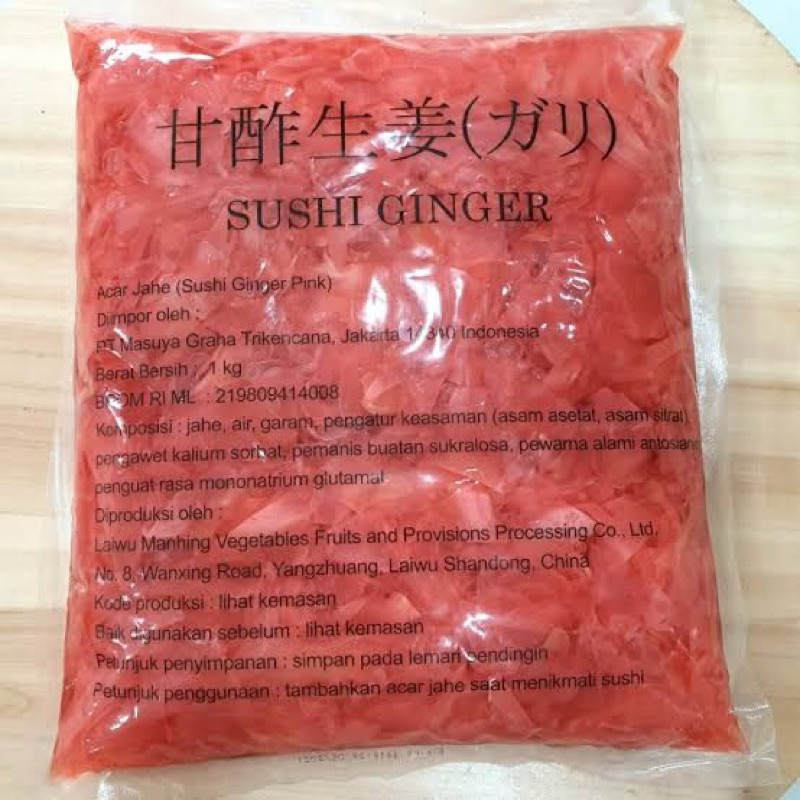 甘酢生姜(ガリ)
SUSHI GINGER
Acar Jahe (Sushi Ginger Pink)
Diimpor oleh :
PT Masuya Graha Trikencana, Jakarta Indonesia
Berat Bersih : 1 kg
BPOM RI ML : 219809414008
Komposisi : jahe, air, garam, pengatur keasaman (asam asetat, asam sitrat)
pengawet kalium sorbat, pemanis buatan sukralosa, pewarna alami antosian
penguat rasa mononatrium glutamat
Diproduksi oleh :
Laiwu Manhing Vegetables Fruits and Provisions Processing Co., Ltd.
No. 8, Wanxing Road, Yangzhuang, Laiwu Shandong, China
Kode produksi : lihat kemasan
Baik digunakan sebelum : lihat kemasan
Petunjuk penyimpanan : simpan pada lemari pendingin
Petunjuk penggunaan : tambahkan acar jahe saat menikmati sushi